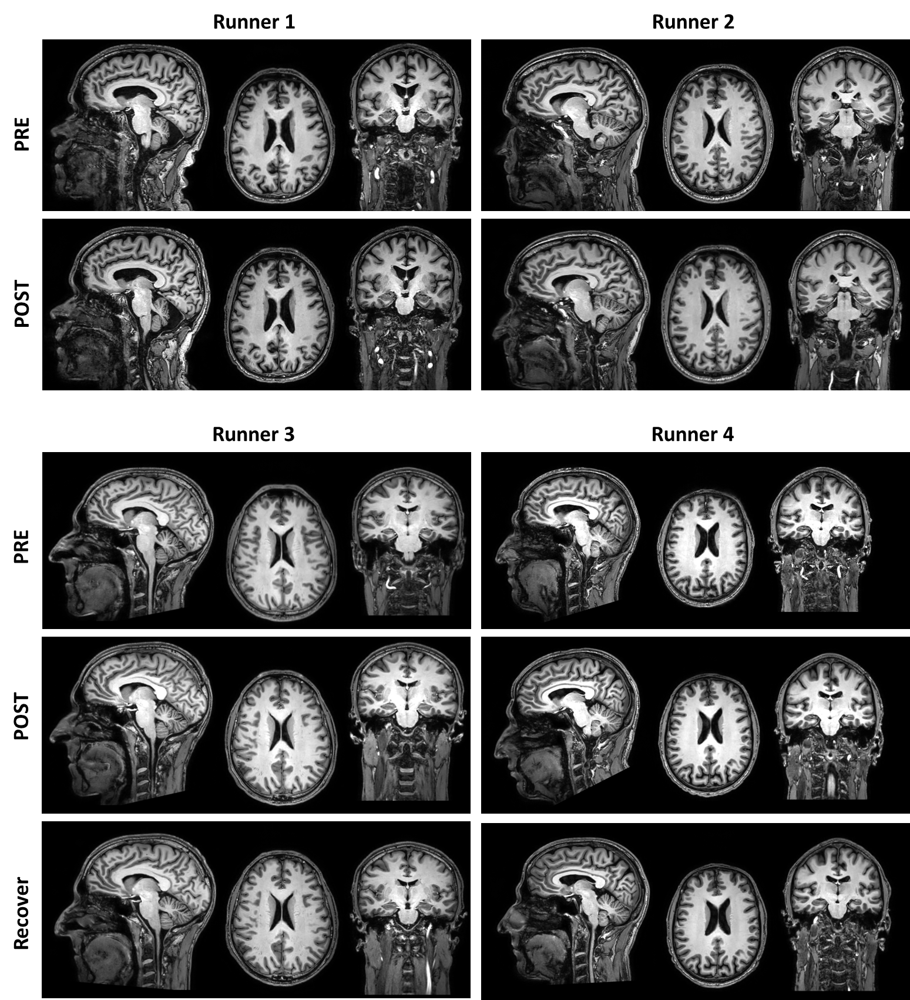 Runner 1
Runner 2
PRE
POST
Runner 3
Runner 4
PRE
POST
Recover